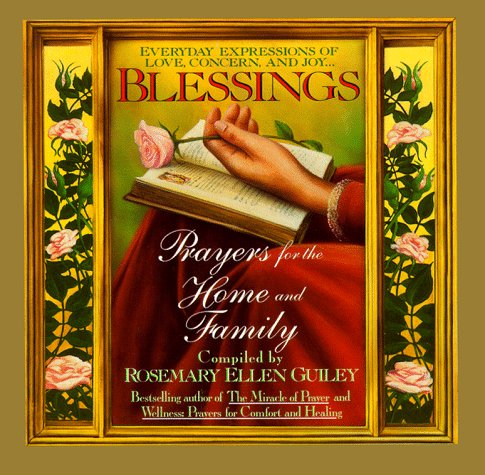 EVERYDAY EXPRESSIONS OF
LOVE, CONCERN, AND JOY...
BLESSINGS
Prayers for the
Home and
Family
Compiled by
ROSEMARY ELLEN GUILEY
Bestselling author of The Miracle of Prayer and
Wellness: Prayers for Comfort and Healing